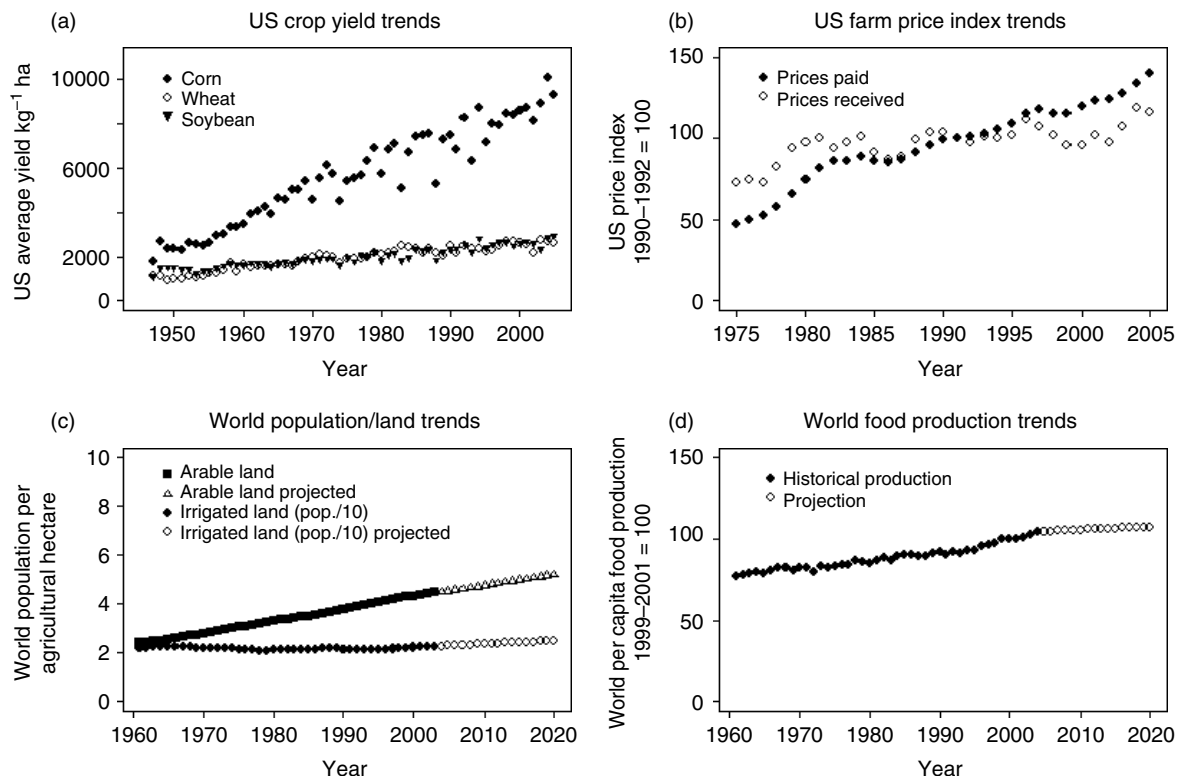 (a) US crop yield trends
US average yield kg⁻¹ ha
10000
6000
2000
0
Corn
Wheat
Soybean
1950 1960 1970 1980 1990 2000
Year
(b) US farm price index trends
US price index
1990–1992 = 100
150
100
50
0
Prices paid
Prices received
1975 1980 1985 1990 1995 2000 2005
Year
(c) World population/land trends
World population per
agricultural hectare
10
8
6
4
2
0
Arable land
Arable land projected
Irrigated land (pop./10)
Irrigated land (pop./10) projected
1960 1970 1980 1990 2000 2010 2020
Year
(d) World food production trends
World per capita food production
1999–2001 = 100
150
100
50
0
Historical production
Projection
1960 1970 1980 1990 2000 2010 2020
Year